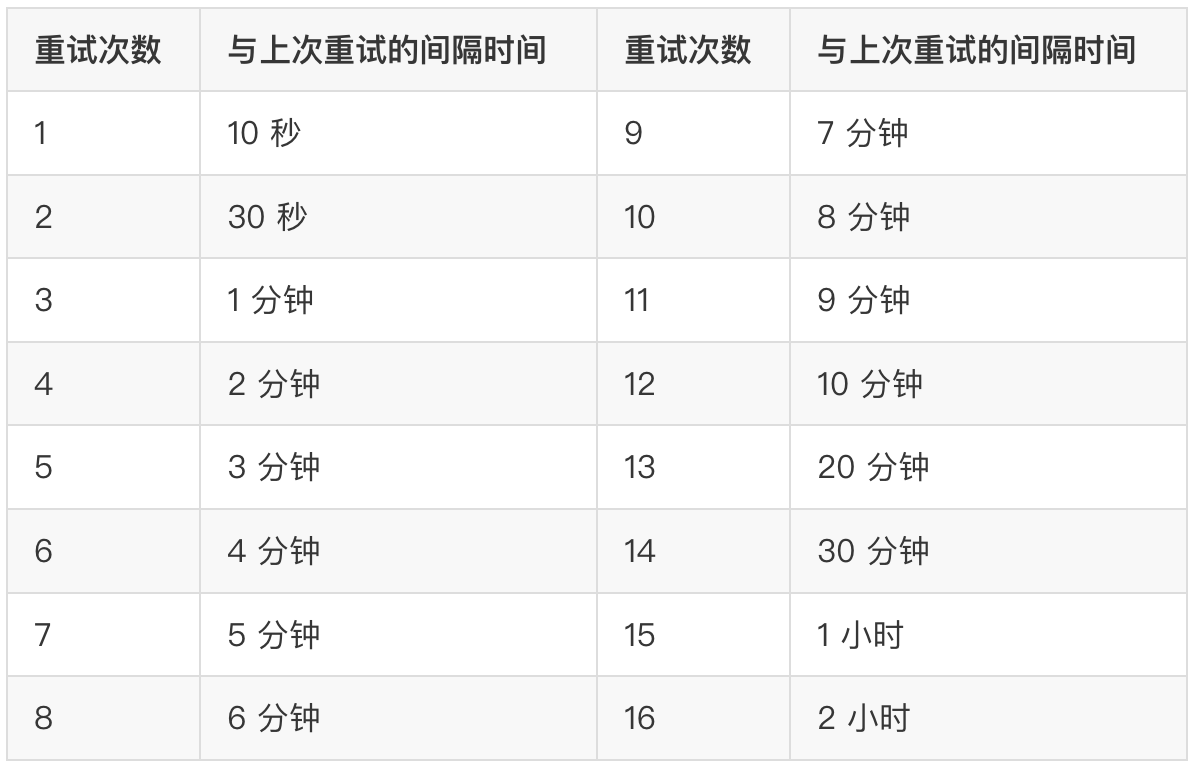 重试次数 与上次重试的间隔时间 重试次数 与上次重试的间隔时间
1 10 秒 9 7 分钟
2 30 秒 10 8 分钟
3 1 分钟 11 9 分钟
4 2 分钟 12 10 分钟
5 3 分钟 13 20 分钟
6 4 分钟 14 30 分钟
7 5 分钟 15 1 小时
8 6 分钟 16 2 小时